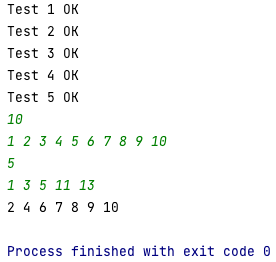 Test 1 OK
Test 2 OK
Test 3 OK
Test 4 OK
Test 5 OK
10
1 2 3 4 5 6 7 8 9 10
5
1 3 5 11 13
2 4 6 7 8 9 10
Process finished with exit code 0